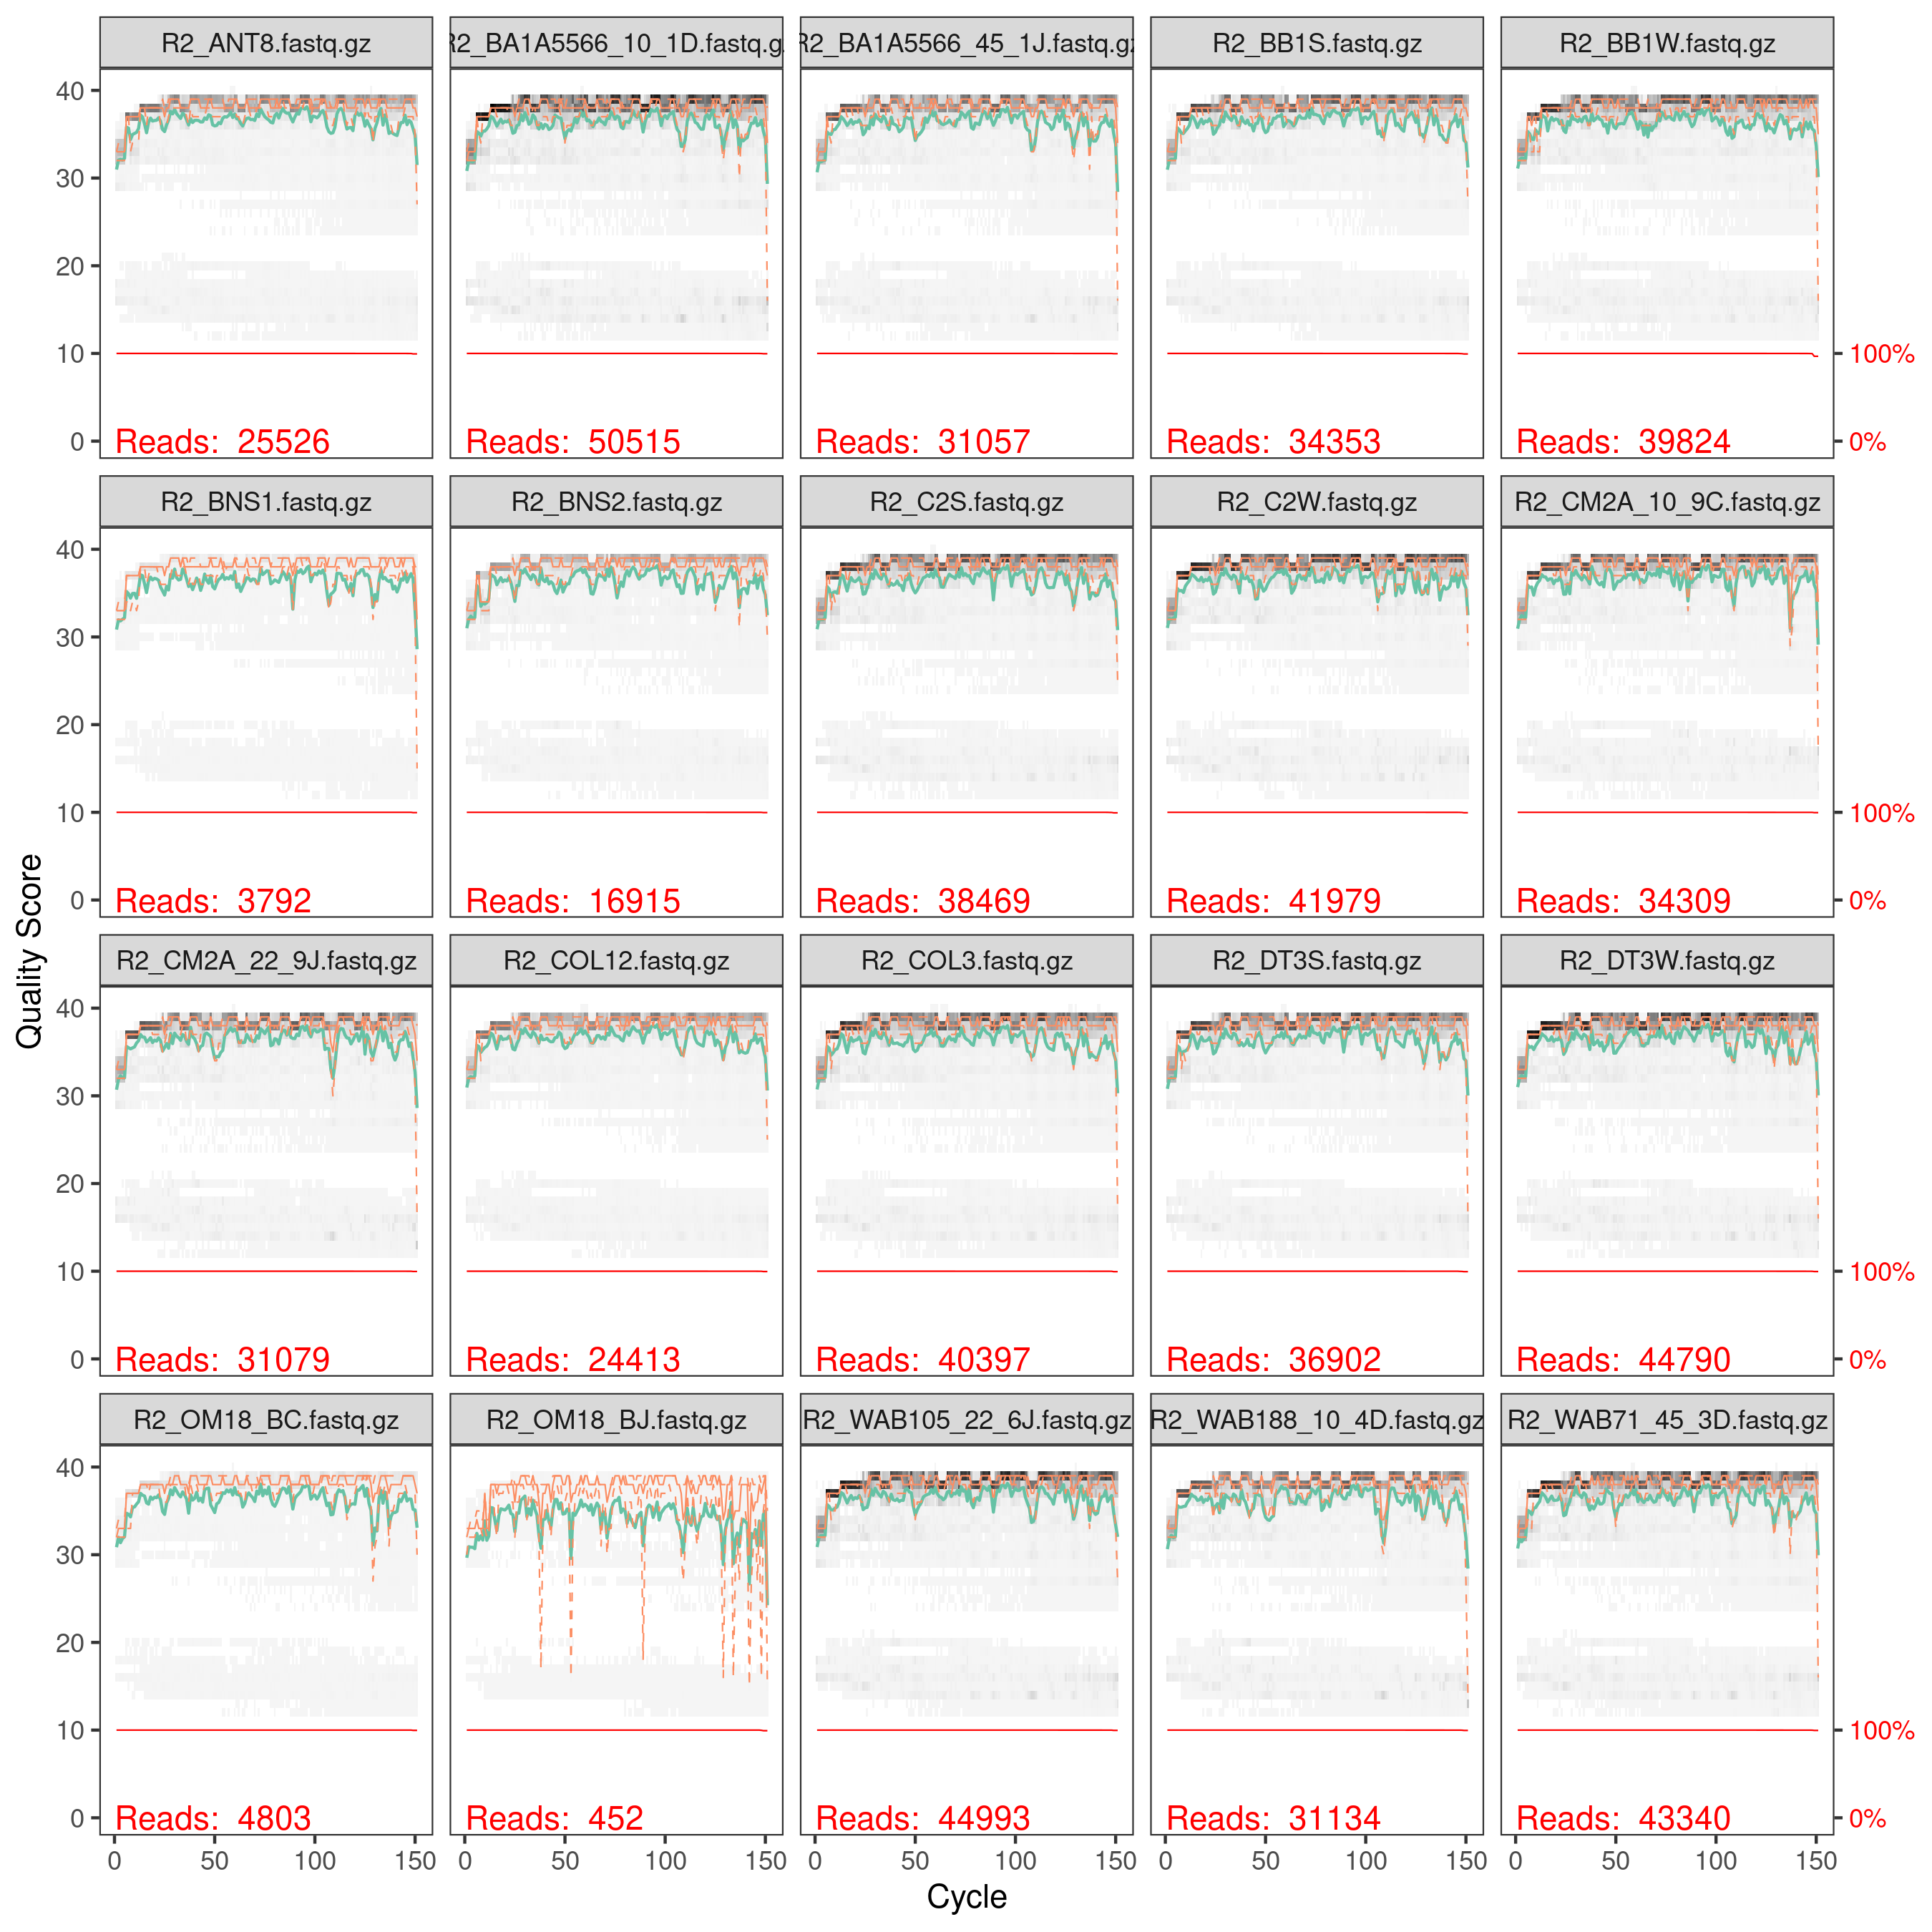 R2_ANT8.fastq.gz
R2_BA1A5566_10_1D.fastq.g
R2_BA1A5566_45_1J.fastq.gz
R2_BB1S.fastq.gz
R2_BB1W.fastq.gz
40
30
20
10
0
Reads: 25526
Reads: 50515
Reads: 31057
Reads: 34353
Reads: 39824
100%
0%
R2_BNS1.fastq.gz
R2_BNS2.fastq.gz
R2_C2S.fastq.gz
R2_C2W.fastq.gz
R2_CM2A_10_9C.fastq.gz
40
30
20
10
0
Reads: 3792
Reads: 16915
Reads: 38469
Reads: 41979
Reads: 34309
100%
0%
Quality Score
R2_CM2A_22_9J.fastq.gz
R2_COL12.fastq.gz
R2_COL3.fastq.gz
R2_DT3S.fastq.gz
R2_DT3W.fastq.gz
40
30
20
10
0
Reads: 31079
Reads: 24413
Reads: 40397
Reads: 36902
Reads: 44790
100%
0%
R2_OM18_BC.fastq.gz
R2_OM18_BJ.fastq.gz
R2_WAB105_22_6J.fastq.gz
R2_WAB188_10_4D.fastq.gz
R2_WAB71_45_3D.fastq.gz
40
30
20
10
0
Reads: 4803
Reads: 452
Reads: 44993
Reads: 31134
Reads: 43340
100%
0%
0 50 100 150
0 50 100 150
0 50 100 150
0 50 100 150
0 50 100 150
Cycle